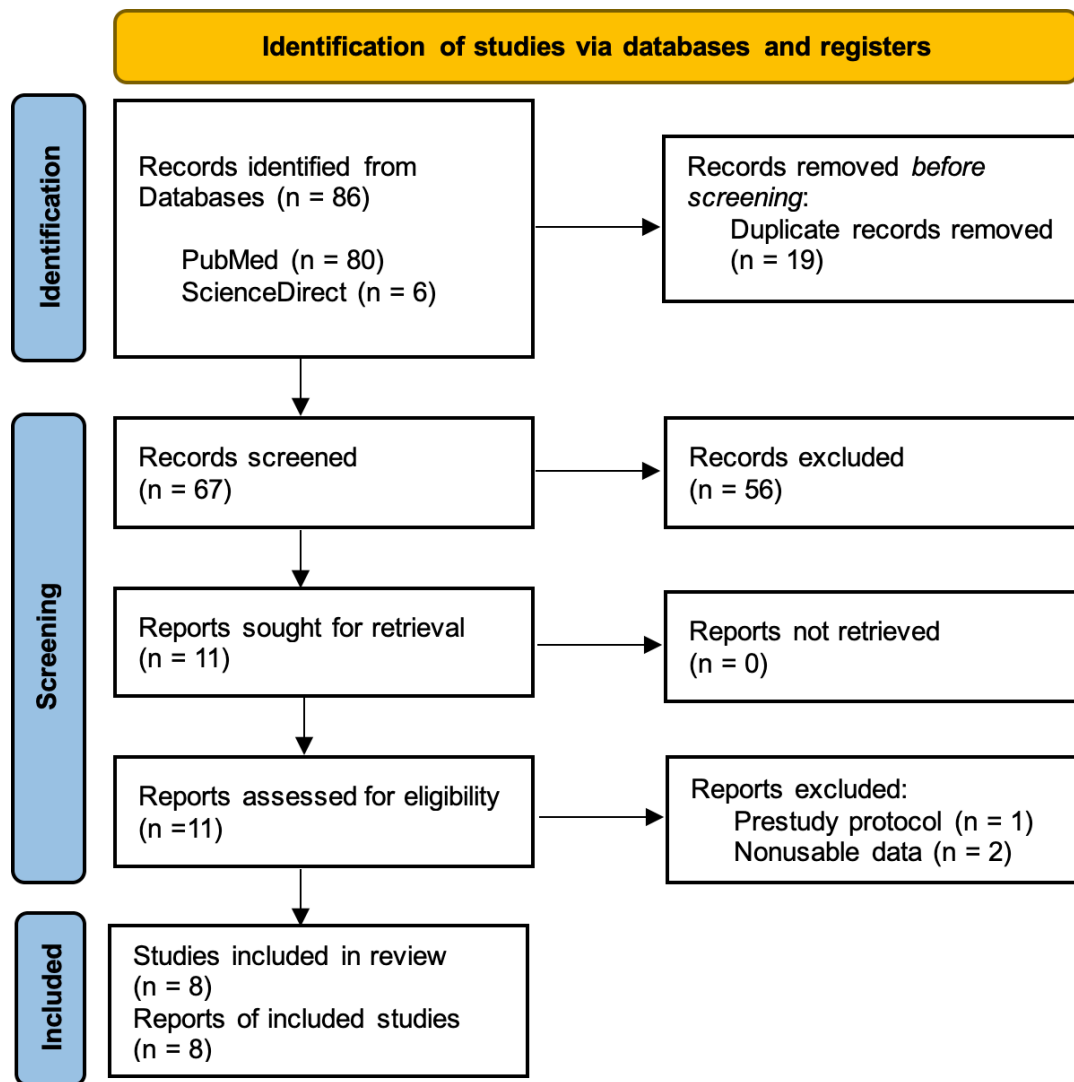 Identification of studies via databases and registers
Identification
Records identified from
Databases (n = 86)
PubMed (n = 80)
ScienceDirect (n = 6)
Records removed before
screening:
Duplicate records removed
(n = 19)
Screening
Records screened
(n = 67)
Records excluded
(n = 56)
Reports sought for retrieval
(n = 11)
Reports not retrieved
(n = 0)
Reports assessed for eligibility
(n =11)
Reports excluded:
Prestudy protocol (n = 1)
Nonusable data (n = 2)
Included
Studies included in review
(n = 8)
Reports of included studies
(n = 8)